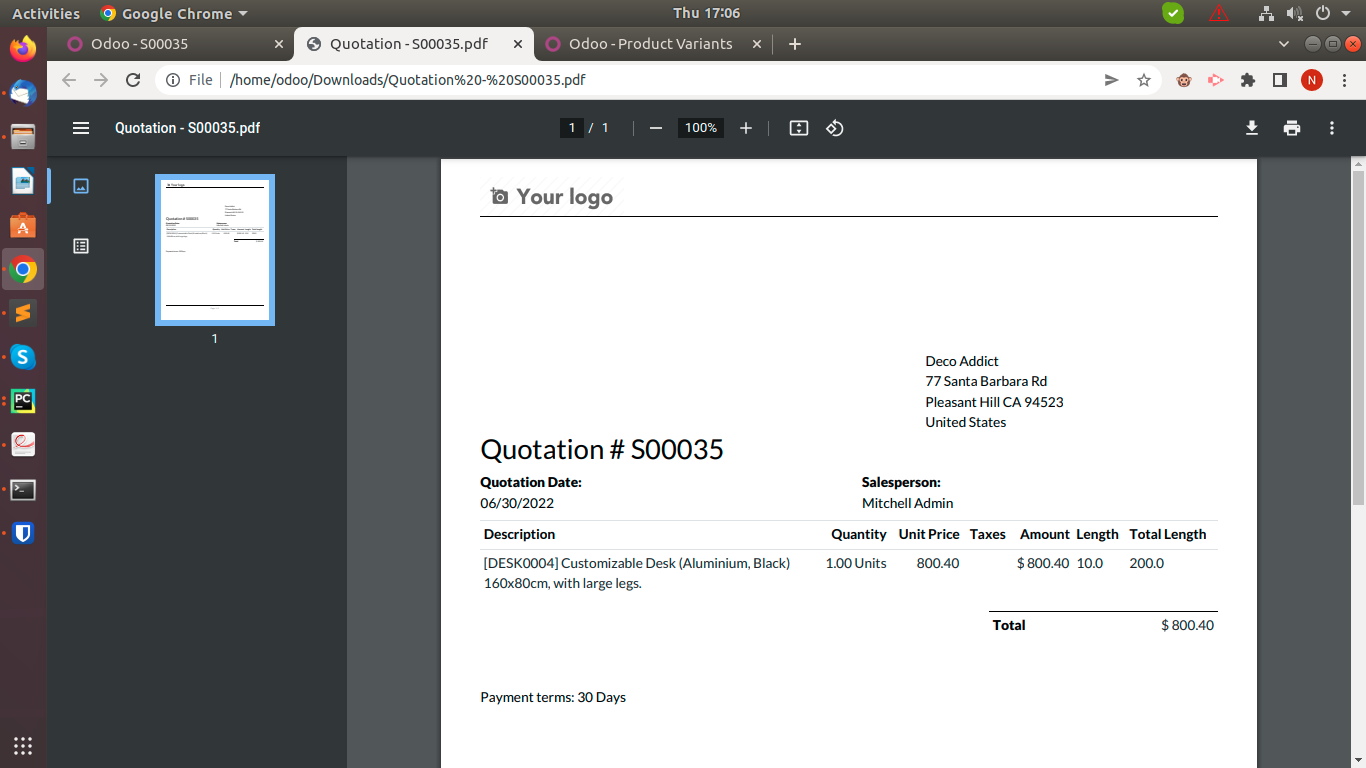 Activities Google Chrome Thu 17:06
Odoo - S00035 Quotation - S00035.pdf Odoo - Product Variants
File /home/odoo/Downloads/Quotation%20-%20S00035.pdf N
Quotation - S00035.pdf 1 / 1 100%
1
Your logo
Deco Addict
77 Santa Barbara Rd
Pleasant Hill CA 94523
United States
Quotation # S00035
Quotation Date: Salesperson:
06/30/2022 Mitchell Admin
Description Quantity Unit Price Taxes Amount Length Total Length
[DESK0004] Customizable Desk (Aluminium, Black) 1.00 Units 800.40 $ 800.40 10.0 200.0
160x80cm, with large legs.
Total $ 800.40
Payment terms: 30 Days